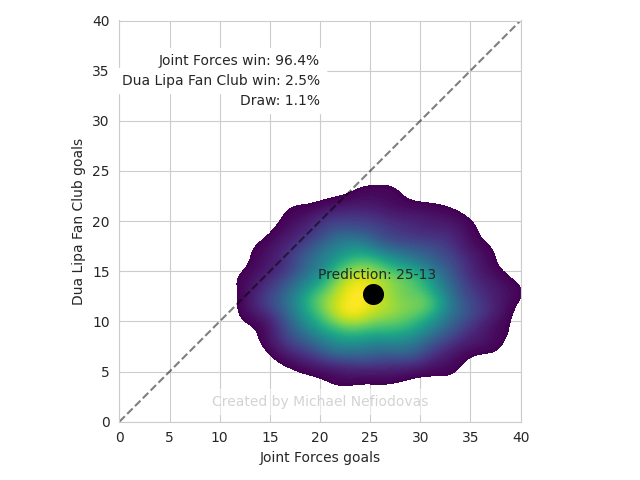 40
35
30
25
20
15
10
5
0
Dua Lipa Fan Club goals
Joint Forces win: 96.4%
Dua Lipa Fan Club win: 2.5%
Draw: 1.1%
Prediction: 25-13
Created by Michael Nefiodovas
0 5 10 15 20 25 30 35 40
Joint Forces goals